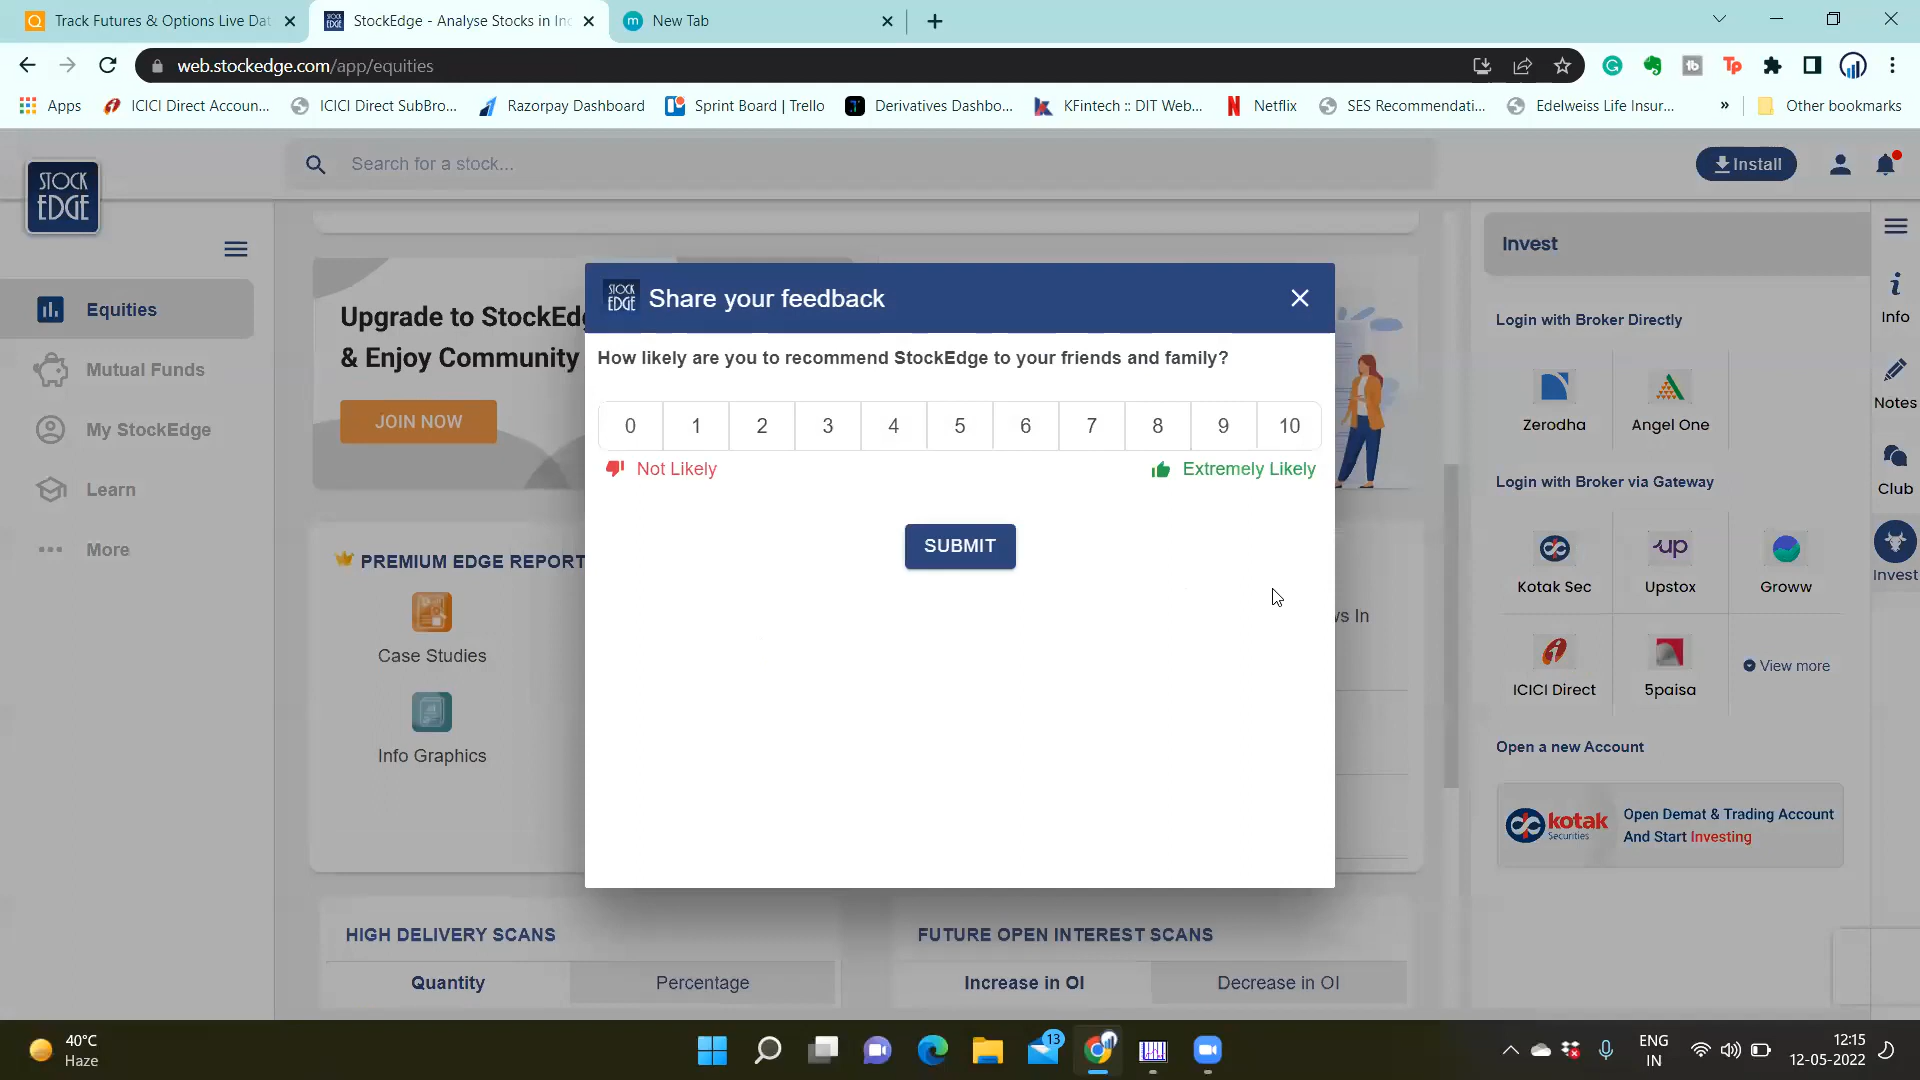 Track Futures & Options Live Dat
StockEdge - Analyse Stocks in Inc
New Tab
web.stockedge.com/app/equities
Apps
ICICI Direct Accoun...
ICICI Direct SubBro...
Razorpay Dashboard
Sprint Board | Trello
Derivatives Dashbo...
KFintech :: DIT Web...
Netflix
SES Recommendati...
Edelweiss Life Insur...
»
Other bookmarks
STOCK
EDGE
Search for a stock...
Install
Equities
Mutual Funds
My StockEdge
Learn
More
Upgrade to StockEdg
& Enjoy Community
JOIN NOW
PREMIUM EDGE REPORT
Case Studies
Info Graphics
STOCK
EDGE
Share your feedback
How likely are you to recommend StockEdge to your friends and family?
0 1 2 3 4 5 6 7 8 9 10
Not Likely
Extremely Likely
SUBMIT
ws In
HIGH DELIVERY SCANS
Quantity
Percentage
FUTURE OPEN INTEREST SCANS
Increase in OI
Decrease in OI
Invest
Login with Broker Directly
Zerodha
Angel One
Login with Broker via Gateway
Kotak Sec
up
Upstox
Groww
ICICI Direct
5paisa
View more
Open a new Account
kotak
Securities
Open Demat & Trading Account
And Start Investing
Info
Notes
Club
Invest
40°C
Haze
13
ENG
IN
12:15
12-05-2022